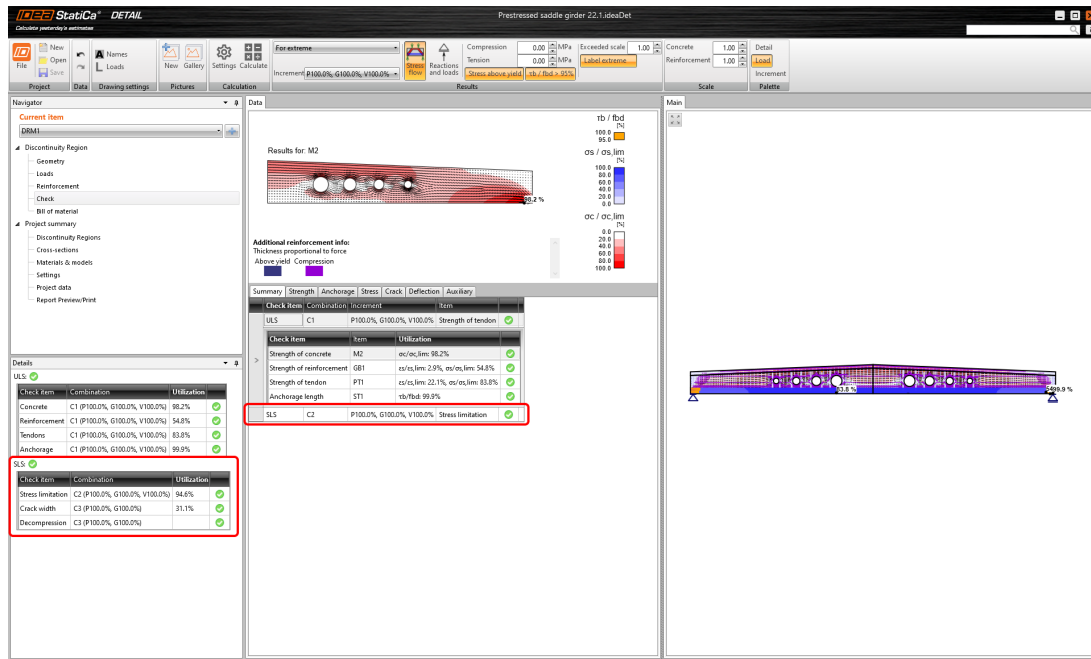 IDEA StatiCa® DETAIL
Calculate yesterday's estimates
Prestressed saddle girder 22.1.ideaDet
File
New
Open
Save
Names
Loads
New Gallery
Settings Calculate
For extreme
Increment P100.0%, G100.0%, V100.0%
Stress flow
Reactions and loads
Compression 0.00 MPa
Tension 0.00 MPa
Stress above yield τb / fbd > 95%
Exceeded scale 1.00
Label extreme
Concrete 1.00
Reinforcement 1.00
Detail
Load
Increment
Project Data Drawing settings Pictures Calculation Results Scale Palette
Navigator
Current item
DRM1
Discontinuity Region
Geometry
Loads
Reinforcement
Check
Bill of material
Project summary
Discontinuity Regions
Cross-sections
Materials & models
Settings
Project data
Report Preview/Print
Details
ULS:
Check item Combination Utilization
Concrete C1 (P100.0%, G100.0%, V100.0%) 98.2%
Reinforcement C1 (P100.0%, G100.0%, V100.0%) 54.8%
Tendons C1 (P100.0%, G100.0%, V100.0%) 83.8%
Anchorage C1 (P100.0%, G100.0%, V100.0%) 99.9%
SLS:
Check item Combination Utilization
Stress limitation C2 (P100.0%, G100.0%, V100.0%) 94.6%
Crack width C3 (P100.0%, G100.0%) 31.1%
Decompression C3 (P100.0%, G100.0%)
Data
Results for: M2
98.2 %
τb / fbd
[%]
100.0
95.0
σs / σs,lim
[%]
100.0
80.0
60.0
40.0
20.0
0.0
σc / σc,lim
[%]
0.0
20.0
40.0
60.0
80.0
100.0
Additional reinforcement info:
Thickness proportional to force
Above yield Compression
Summary Strength Anchorage Stress Crack Deflection Auxiliary
Check item Combination Increment Item
ULS C1 P100.0%, G100.0%, V100.0% Strength of tendon
Check item Item Utilization
Strength of concrete M2 σc/σc,lim: 98.2%
Strength of reinforcement GB1 εs/εs,lim: 2.9%, σs/σs,lim: 54.8%
Strength of tendon PT1 εs/εs,lim: 22.1%, σs/σs,lim: 83.8%
Anchorage length ST1 τb/fbd: 99.9%
SLS C2 P100.0%, G100.0%, V100.0% Stress limitation
Main
83.8 %
99.9 %